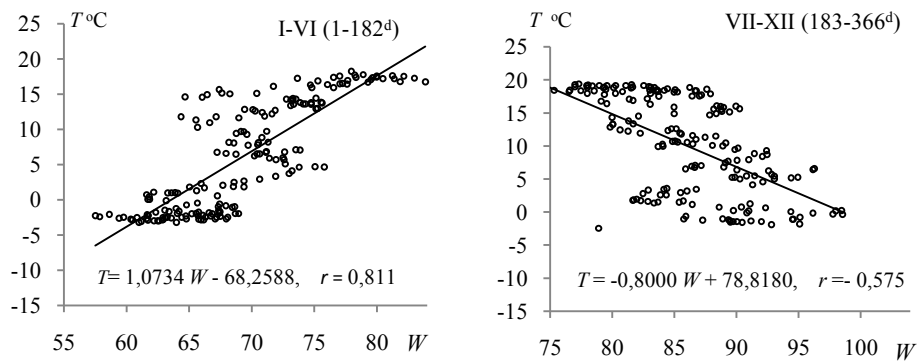 T °C
I-VI (1-182ᵈ)
25
20
15
10
5
0
-5
-10
-15
T= 1,0734 W - 68,2588, r = 0,811
55 60 65 70 75 80 W
T °C
VII-XII (183-366ᵈ)
25
20
15
10
5
0
-5
-10
-15
T = -0,8000 W + 78,8180, r =- 0,575
75 80 85 90 95 100 W